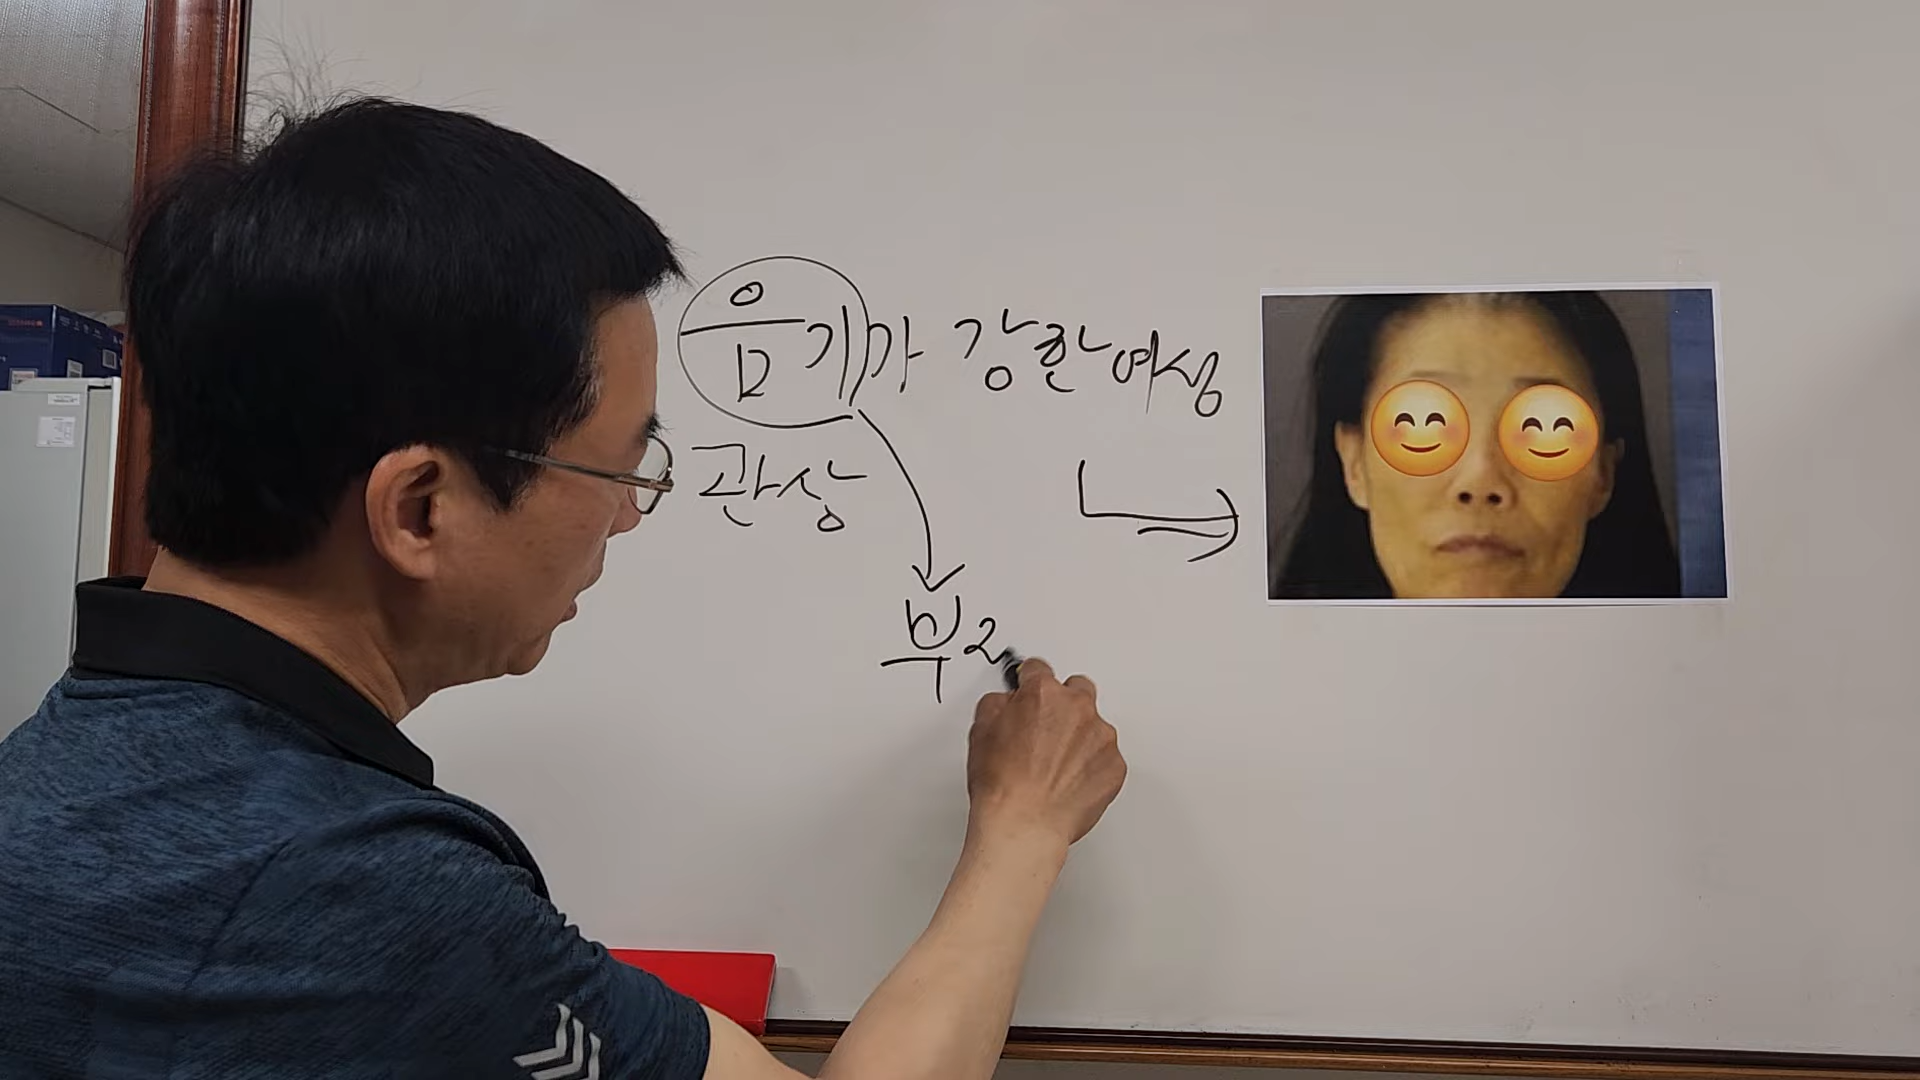 음기가 강한 여성
관상
부